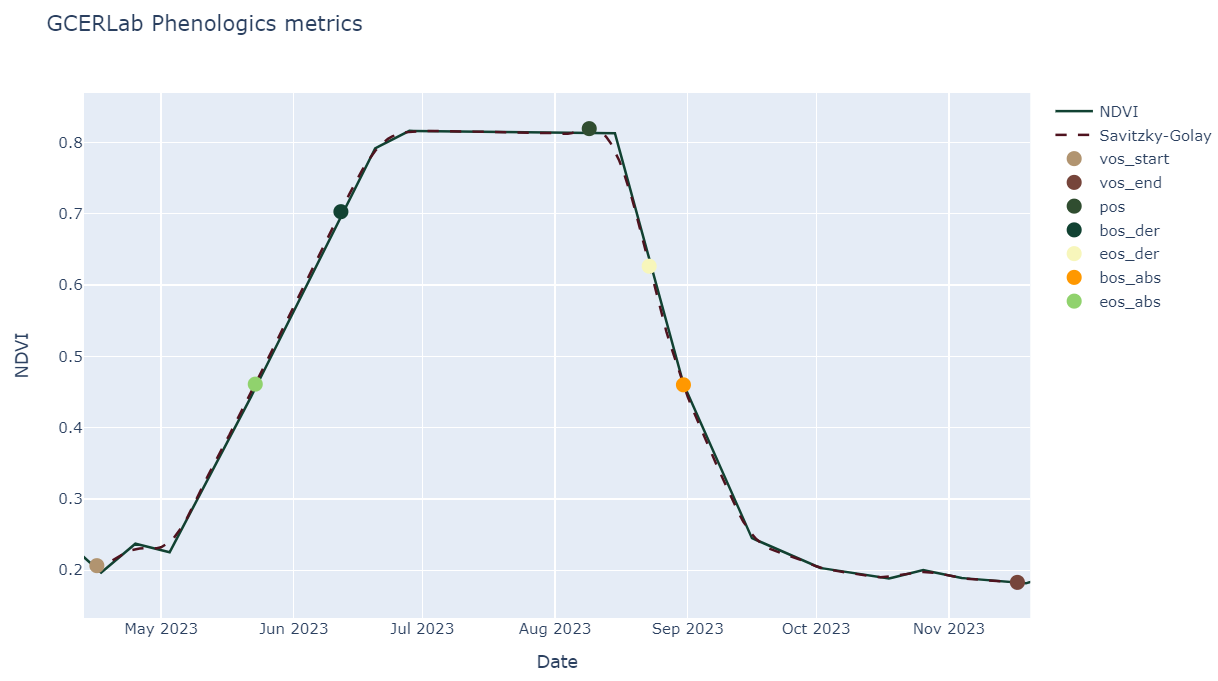 GCERLab Phenologics metrics
NDVI
Savitzky-Golay
vos_start
vos_end
pos
bos_der
eos_der
bos_abs
eos_abs
NDVI
0.8
0.7
0.6
0.5
0.4
0.3
0.2
May 2023
Jun 2023
Jul 2023
Aug 2023
Sep 2023
Oct 2023
Nov 2023
Date